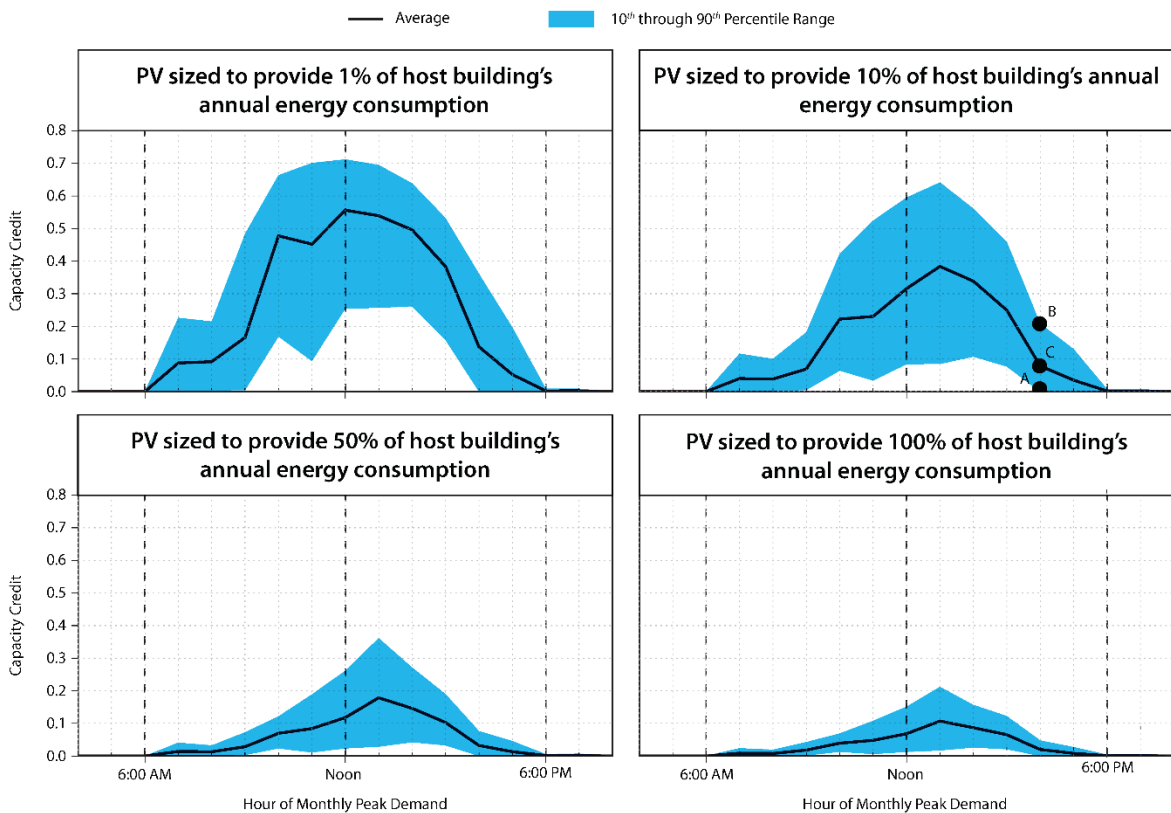 Average
10th through 90th Percentile Range
PV sized to provide 1% of host building's
annual energy consumption
PV sized to provide 10% of host building's annual
energy consumption
Capacity Credit
0.8
0.7
0.6
0.5
0.4
0.3
0.2
0.1
0.0
B
C
A
PV sized to provide 50% of host building's
annual energy consumption
PV sized to provide 100% of host building's
annual energy consumption
Capacity Credit
0.8
0.7
0.6
0.5
0.4
0.3
0.2
0.1
0.0
6:00 AM
Noon
6:00 PM
6:00 AM
Noon
6:00 PM
Hour of Monthly Peak Demand
Hour of Monthly Peak Demand